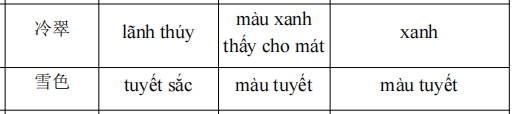 冷翠 lãnh thúy màu xanh thấy cho mát xanh
雪色 tuyết sắc màu tuyết màu tuyết